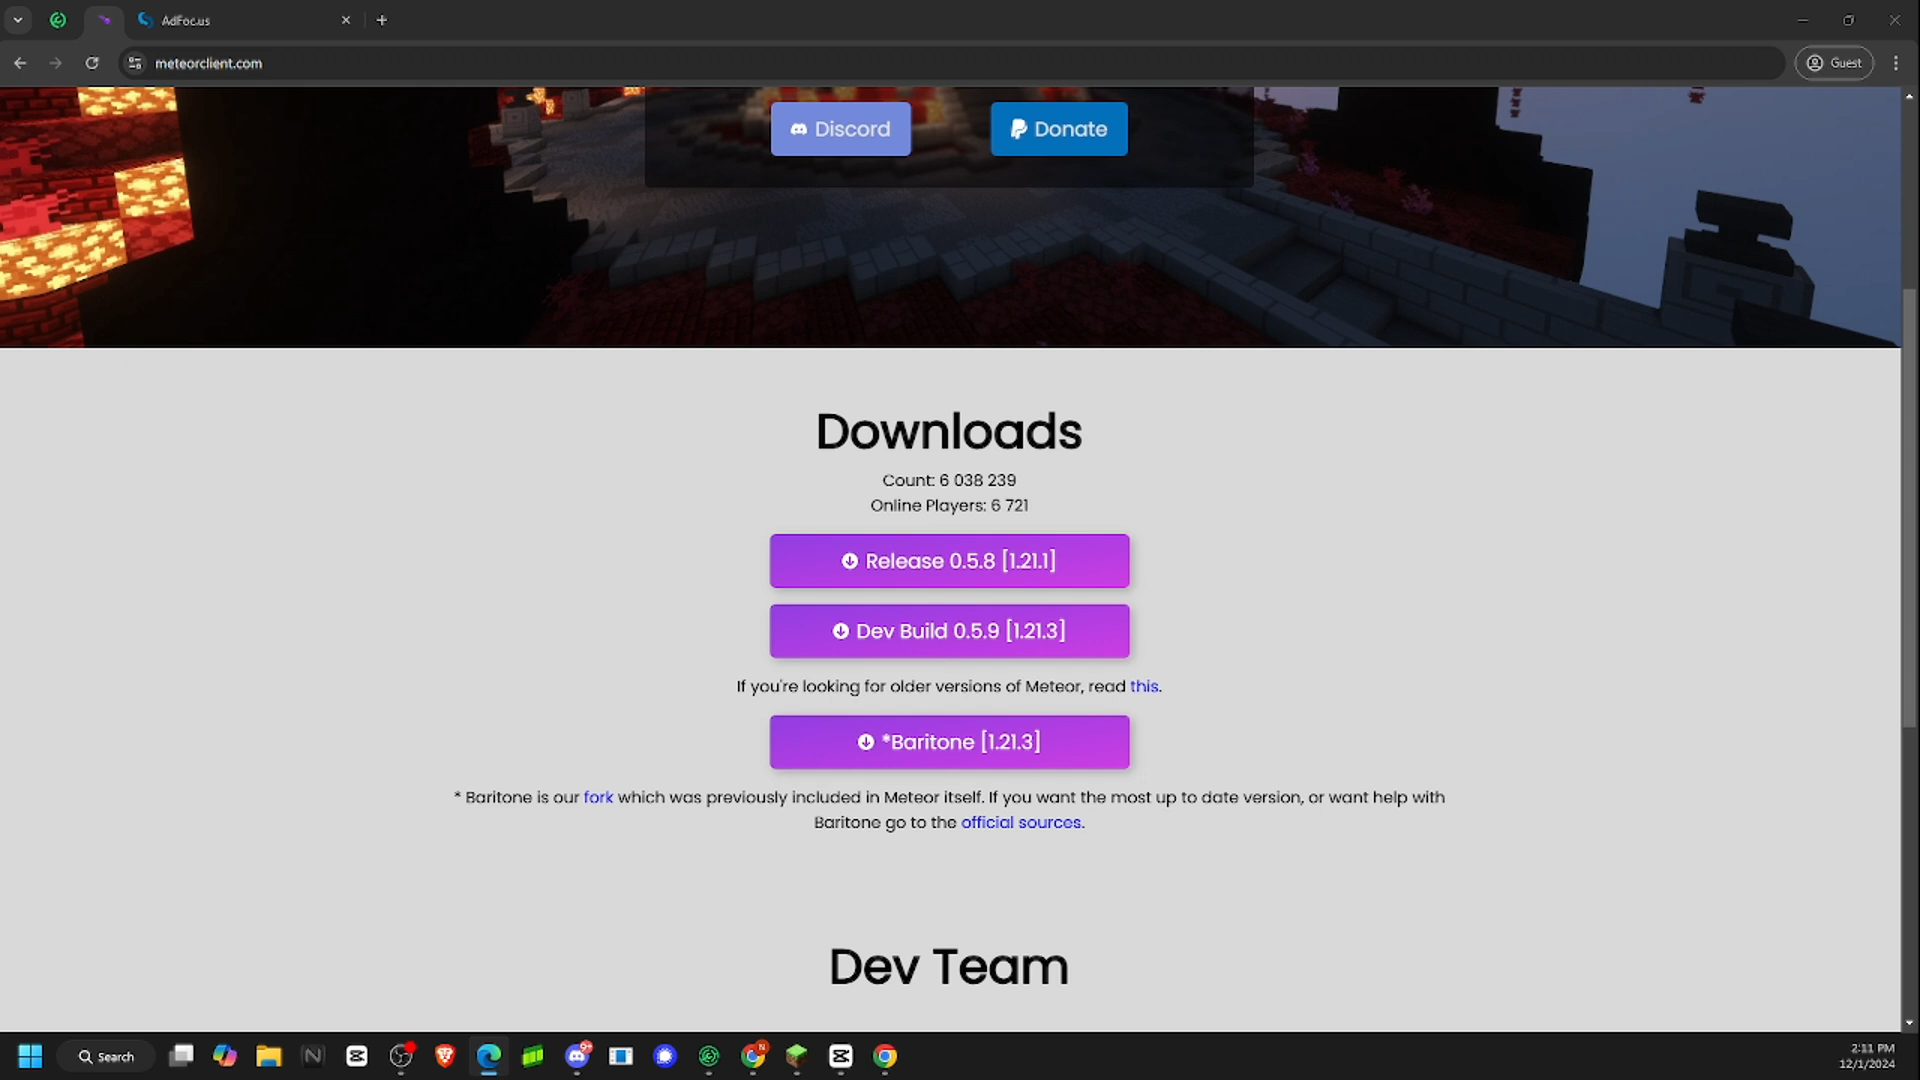 AdFoc.us
meteorclient.com
Guest
Discord
Donate
Downloads
Count: 6 038 239
Online Players: 6 721
Release 0.5.8 [1.21.1]
Dev Build 0.5.9 [1.21.3]
If you're looking for older versions of Meteor, read this.
*Baritone [1.21.3]
* Baritone is our fork which was previously included in Meteor itself. If you want the most up to date version, or want help with
Baritone go to the official sources.
Dev Team
Search
9+
N
2:11 PM
12/1/2024